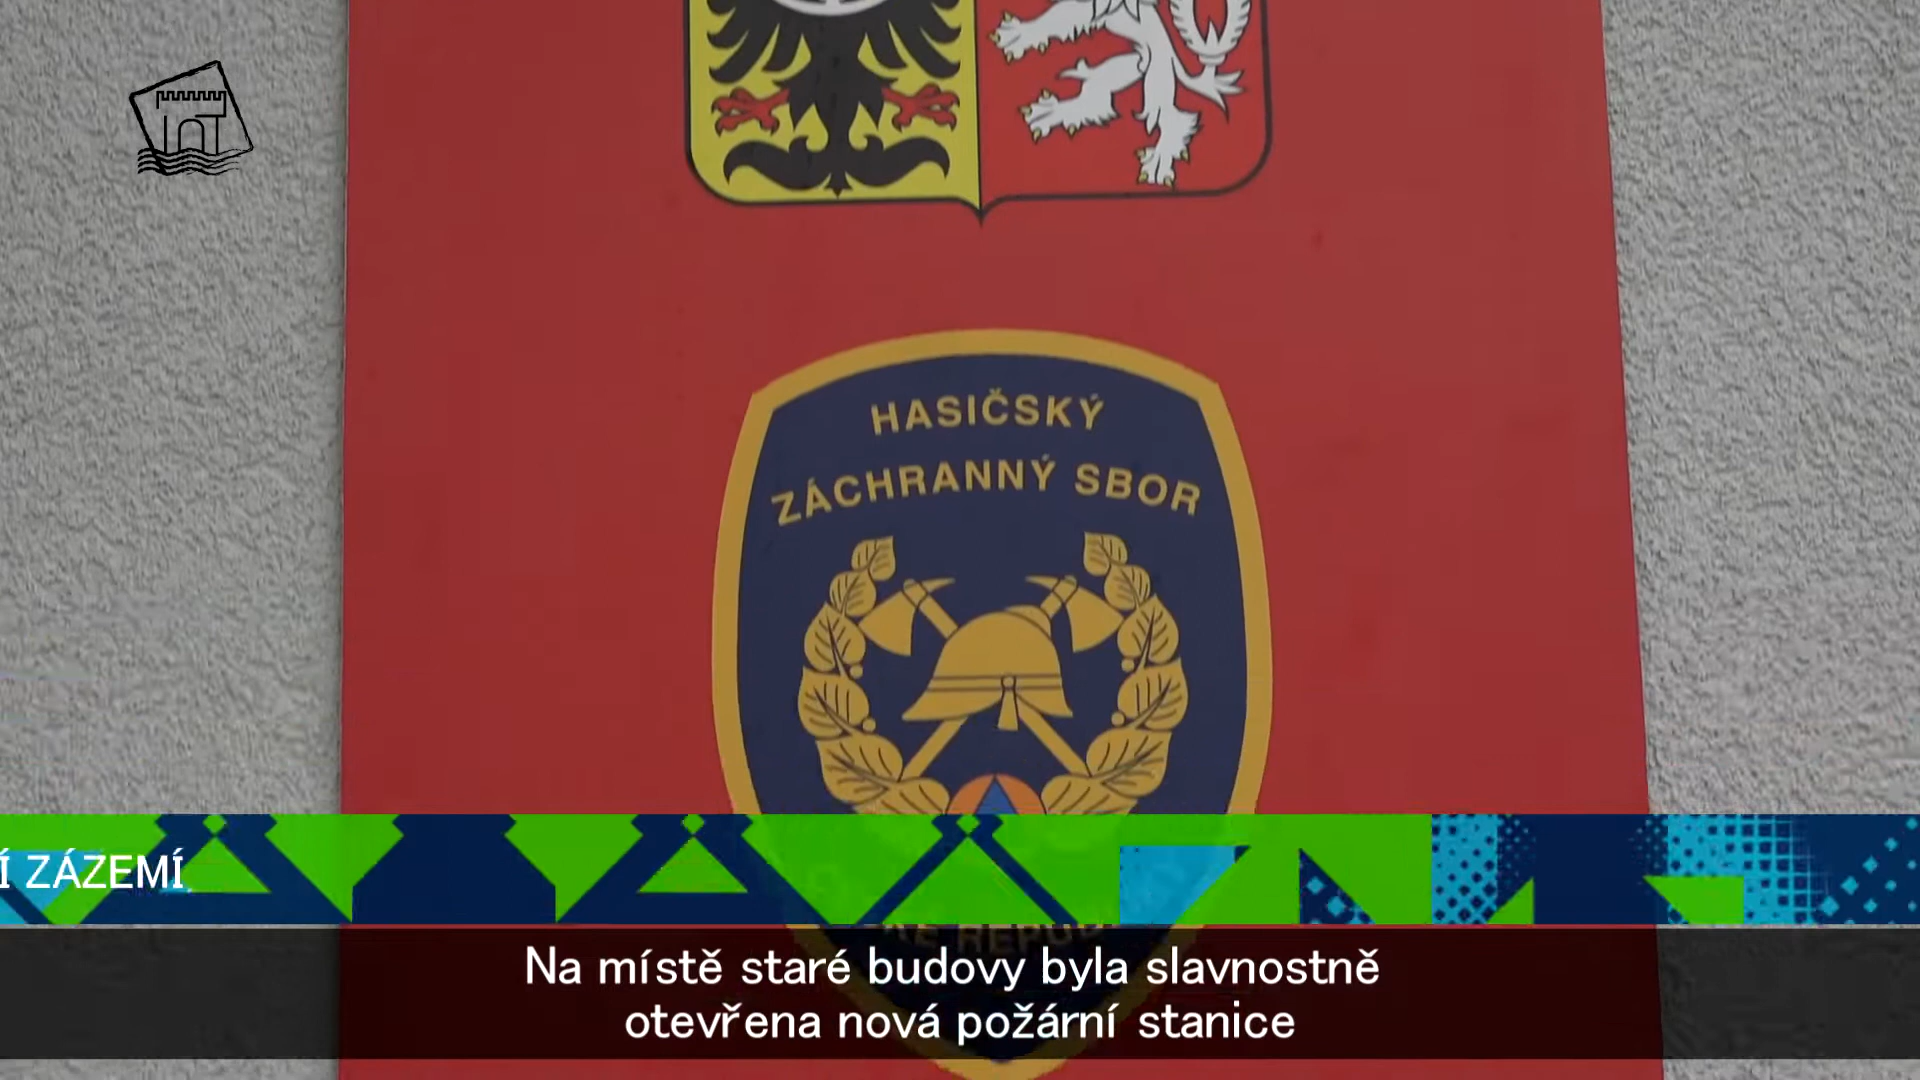 HASIČSKÝ
ZÁCHRANNÝ SBOR
Í ZÁZEMÍ
Na místě staré budovy byla slavnostně
otevřena nová požární stanice